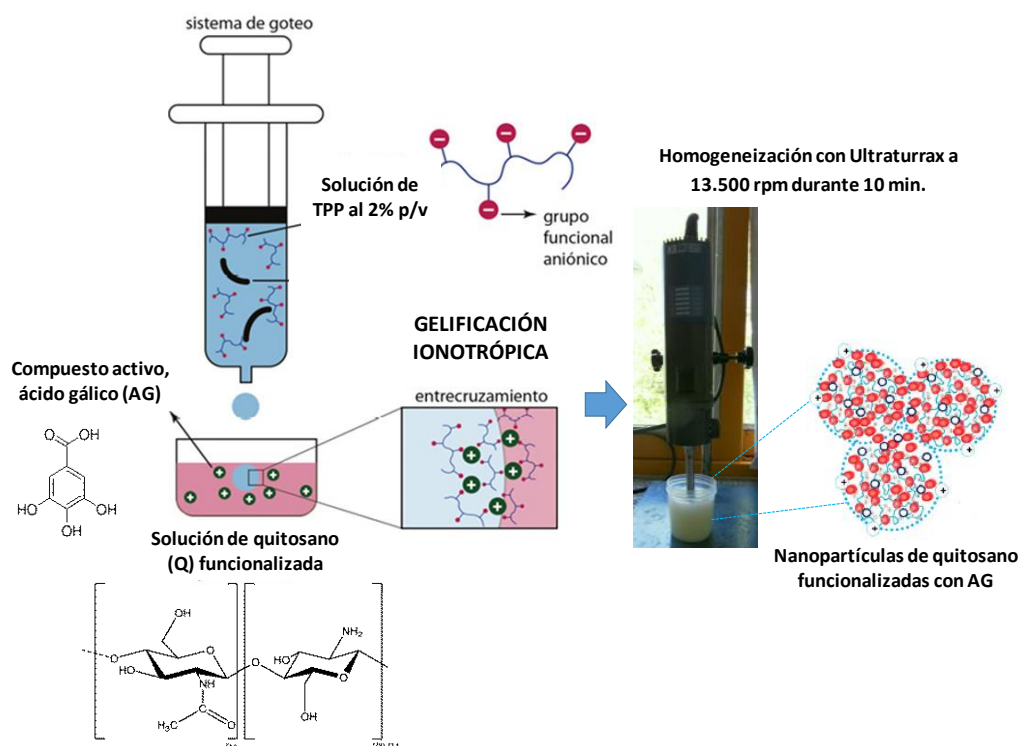 sistema de goteo
Solución de
TPP al 2% p/v
grupo
funcional
aniónico
Homogeneización con Ultraturrax a
13.500 rpm durante 10 min.
GELIFICACIÓN
IONOTRÓPICA
entrecruzamiento
Compuesto activo,
ácido gálico (AG)
O
OH
HO
OH
OH
Solución de quitosano
(Q) funcionalizada
Nanopartículas de quitosano
funcionalizadas con AG
OH
NH₂
O
O
O
HO
O
HO
NH
H₃C
C
O
OH